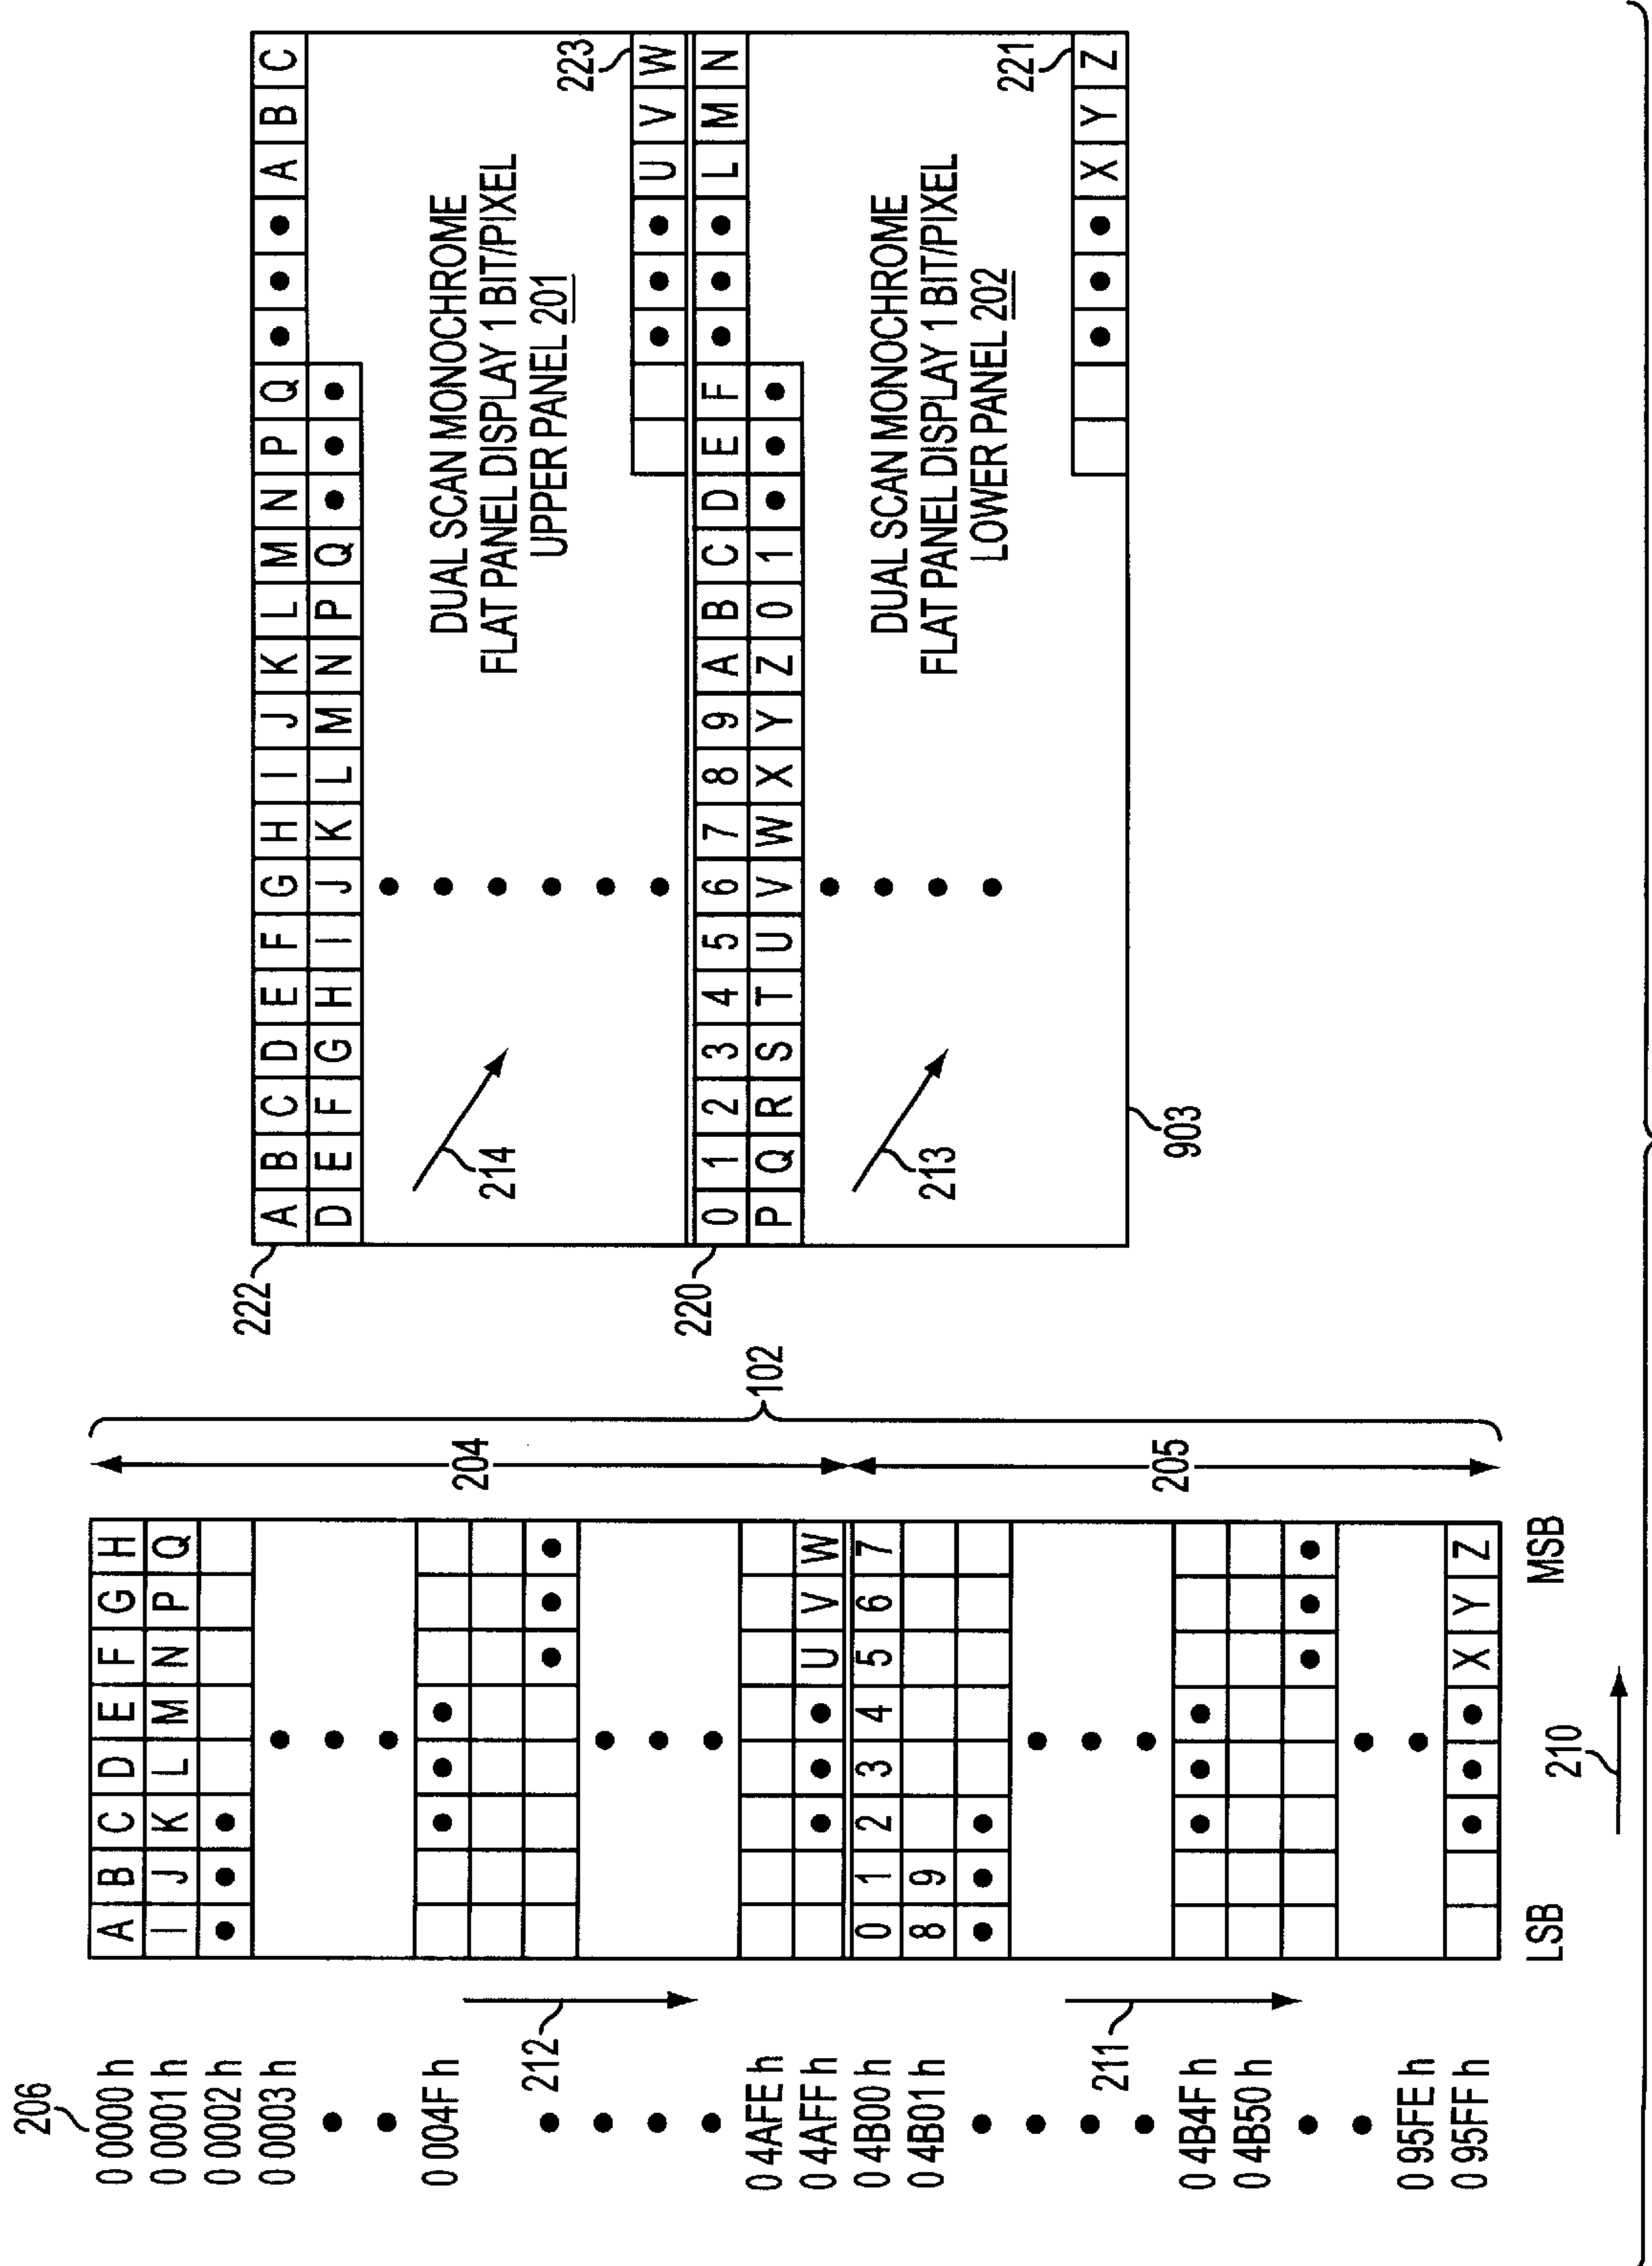 206
0 0000 h
0 0001 h
0 0002 h
0 0003 h
0 004F h
212
0 4AFE h
0 4AFF h
0 4B00 h
0 4B01 h
211
0 4B4F h
0 4B50 h
0 95FE h
0 95FF h
A B C D E F G H
I J K L M N P Q
U V W
0 1 2 3 4 5 6 7
8 9
X Y Z
LSB MSB
210
204
205
102
222
A B C D E F G H I J K L M N P Q A B C
D E F G H I J K L M N P Q
214
DUAL SCAN MONOCHROME
FLAT PANEL DISPLAY 1 BIT/PIXEL
UPPER PANEL 201
223
U V W
220
0 1 2 3 4 5 6 7 8 9 A B C D E F L M N
P Q R S T U V W X Y Z 0 1
213
DUAL SCAN MONOCHROME
FLAT PANEL DISPLAY 1 BIT/PIXEL
LOWER PANEL 202
221
X Y Z
903